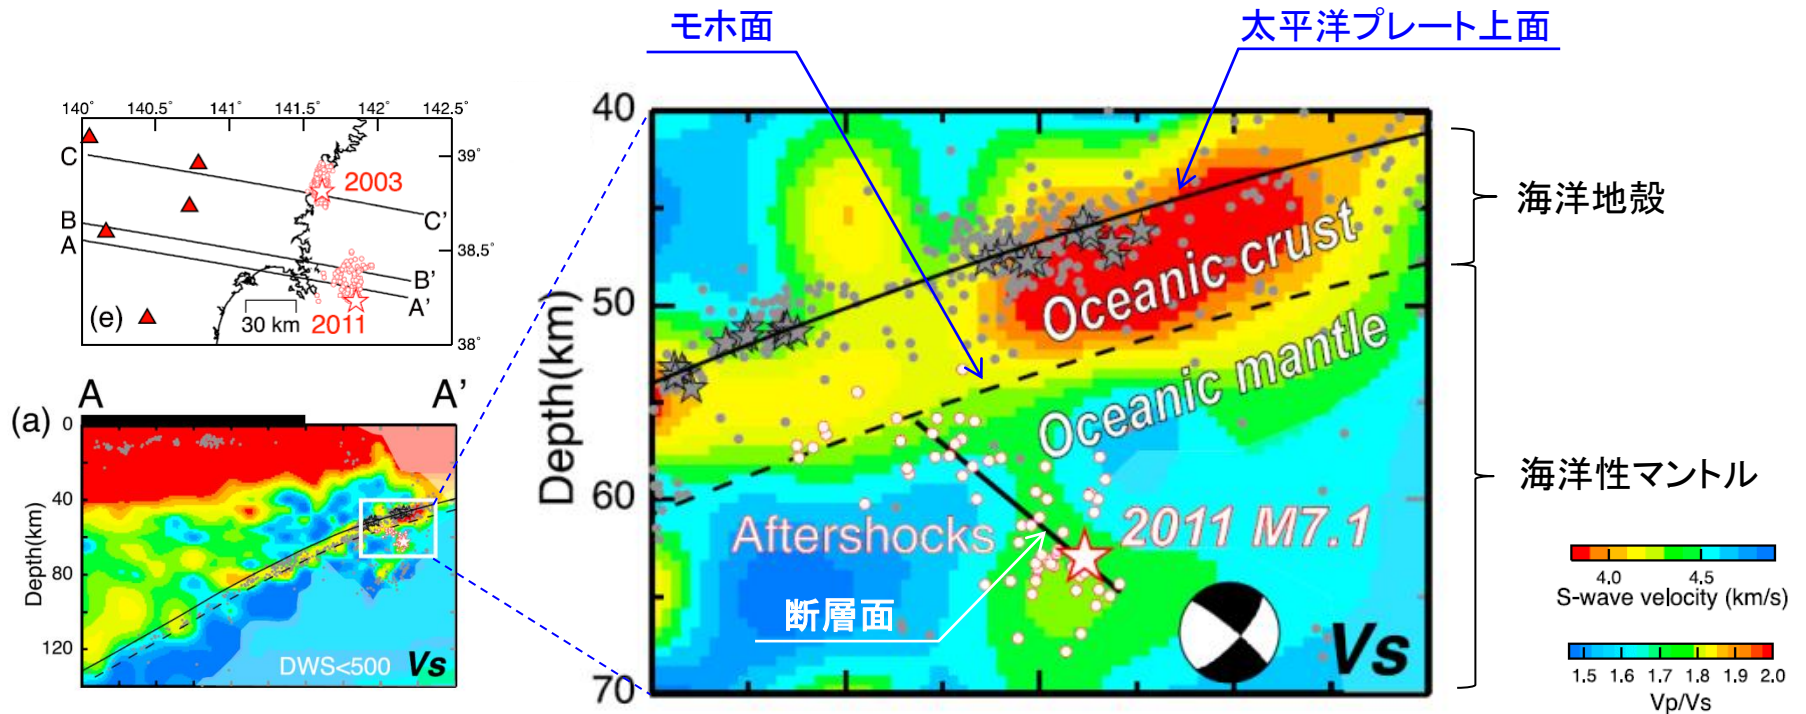 モホ面
太平洋プレート上面
140˚ 140.5˚ 141˚ 141.5˚ 142˚ 142.5˚
C
B
A
2003
2011
C'
B'
A'
39˚
38.5˚
38˚
(e)
30 km
A A'
(a)
0
40
80
120
Depth(km)
DWS<500
Vs
40
50
60
70
Depth(km)
Oceanic crust
Oceanic mantle
Aftershocks
2011 M7.1
断層面
Vs
海洋地殻
海洋性マントル
4.0 4.5
S-wave velocity (km/s)
1.5 1.6 1.7 1.8 1.9 2.0
Vp/Vs